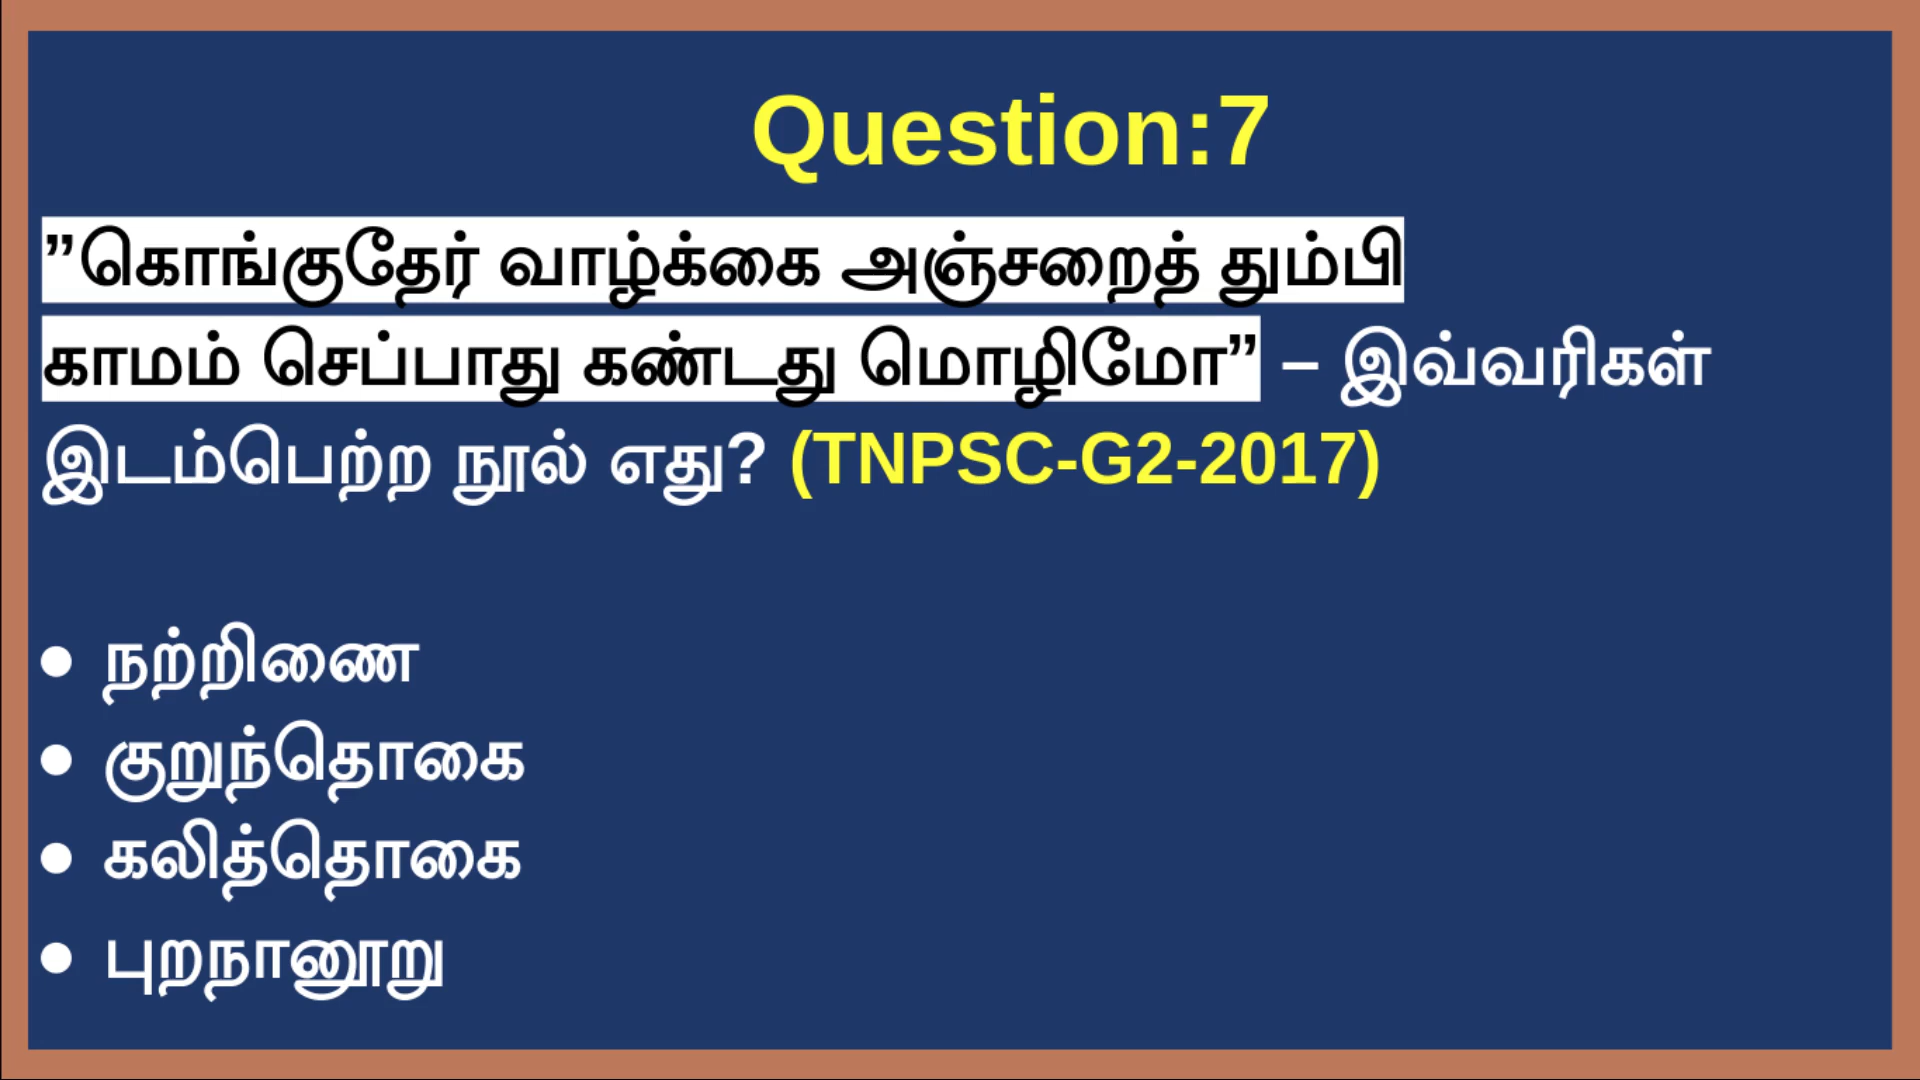 Question:7
”கொங்குதேர் வாழ்க்கை அஞ்சறைத் தும்பி
காமம் செப்பாது கண்டது மொழிமோ” – இவ்வரிகள்
இடம்பெற்ற நூல் எது? (TNPSC-G2-2017)
● நற்றிணை
● குறுந்தொகை
● கலித்தொகை
● புறநானூறு